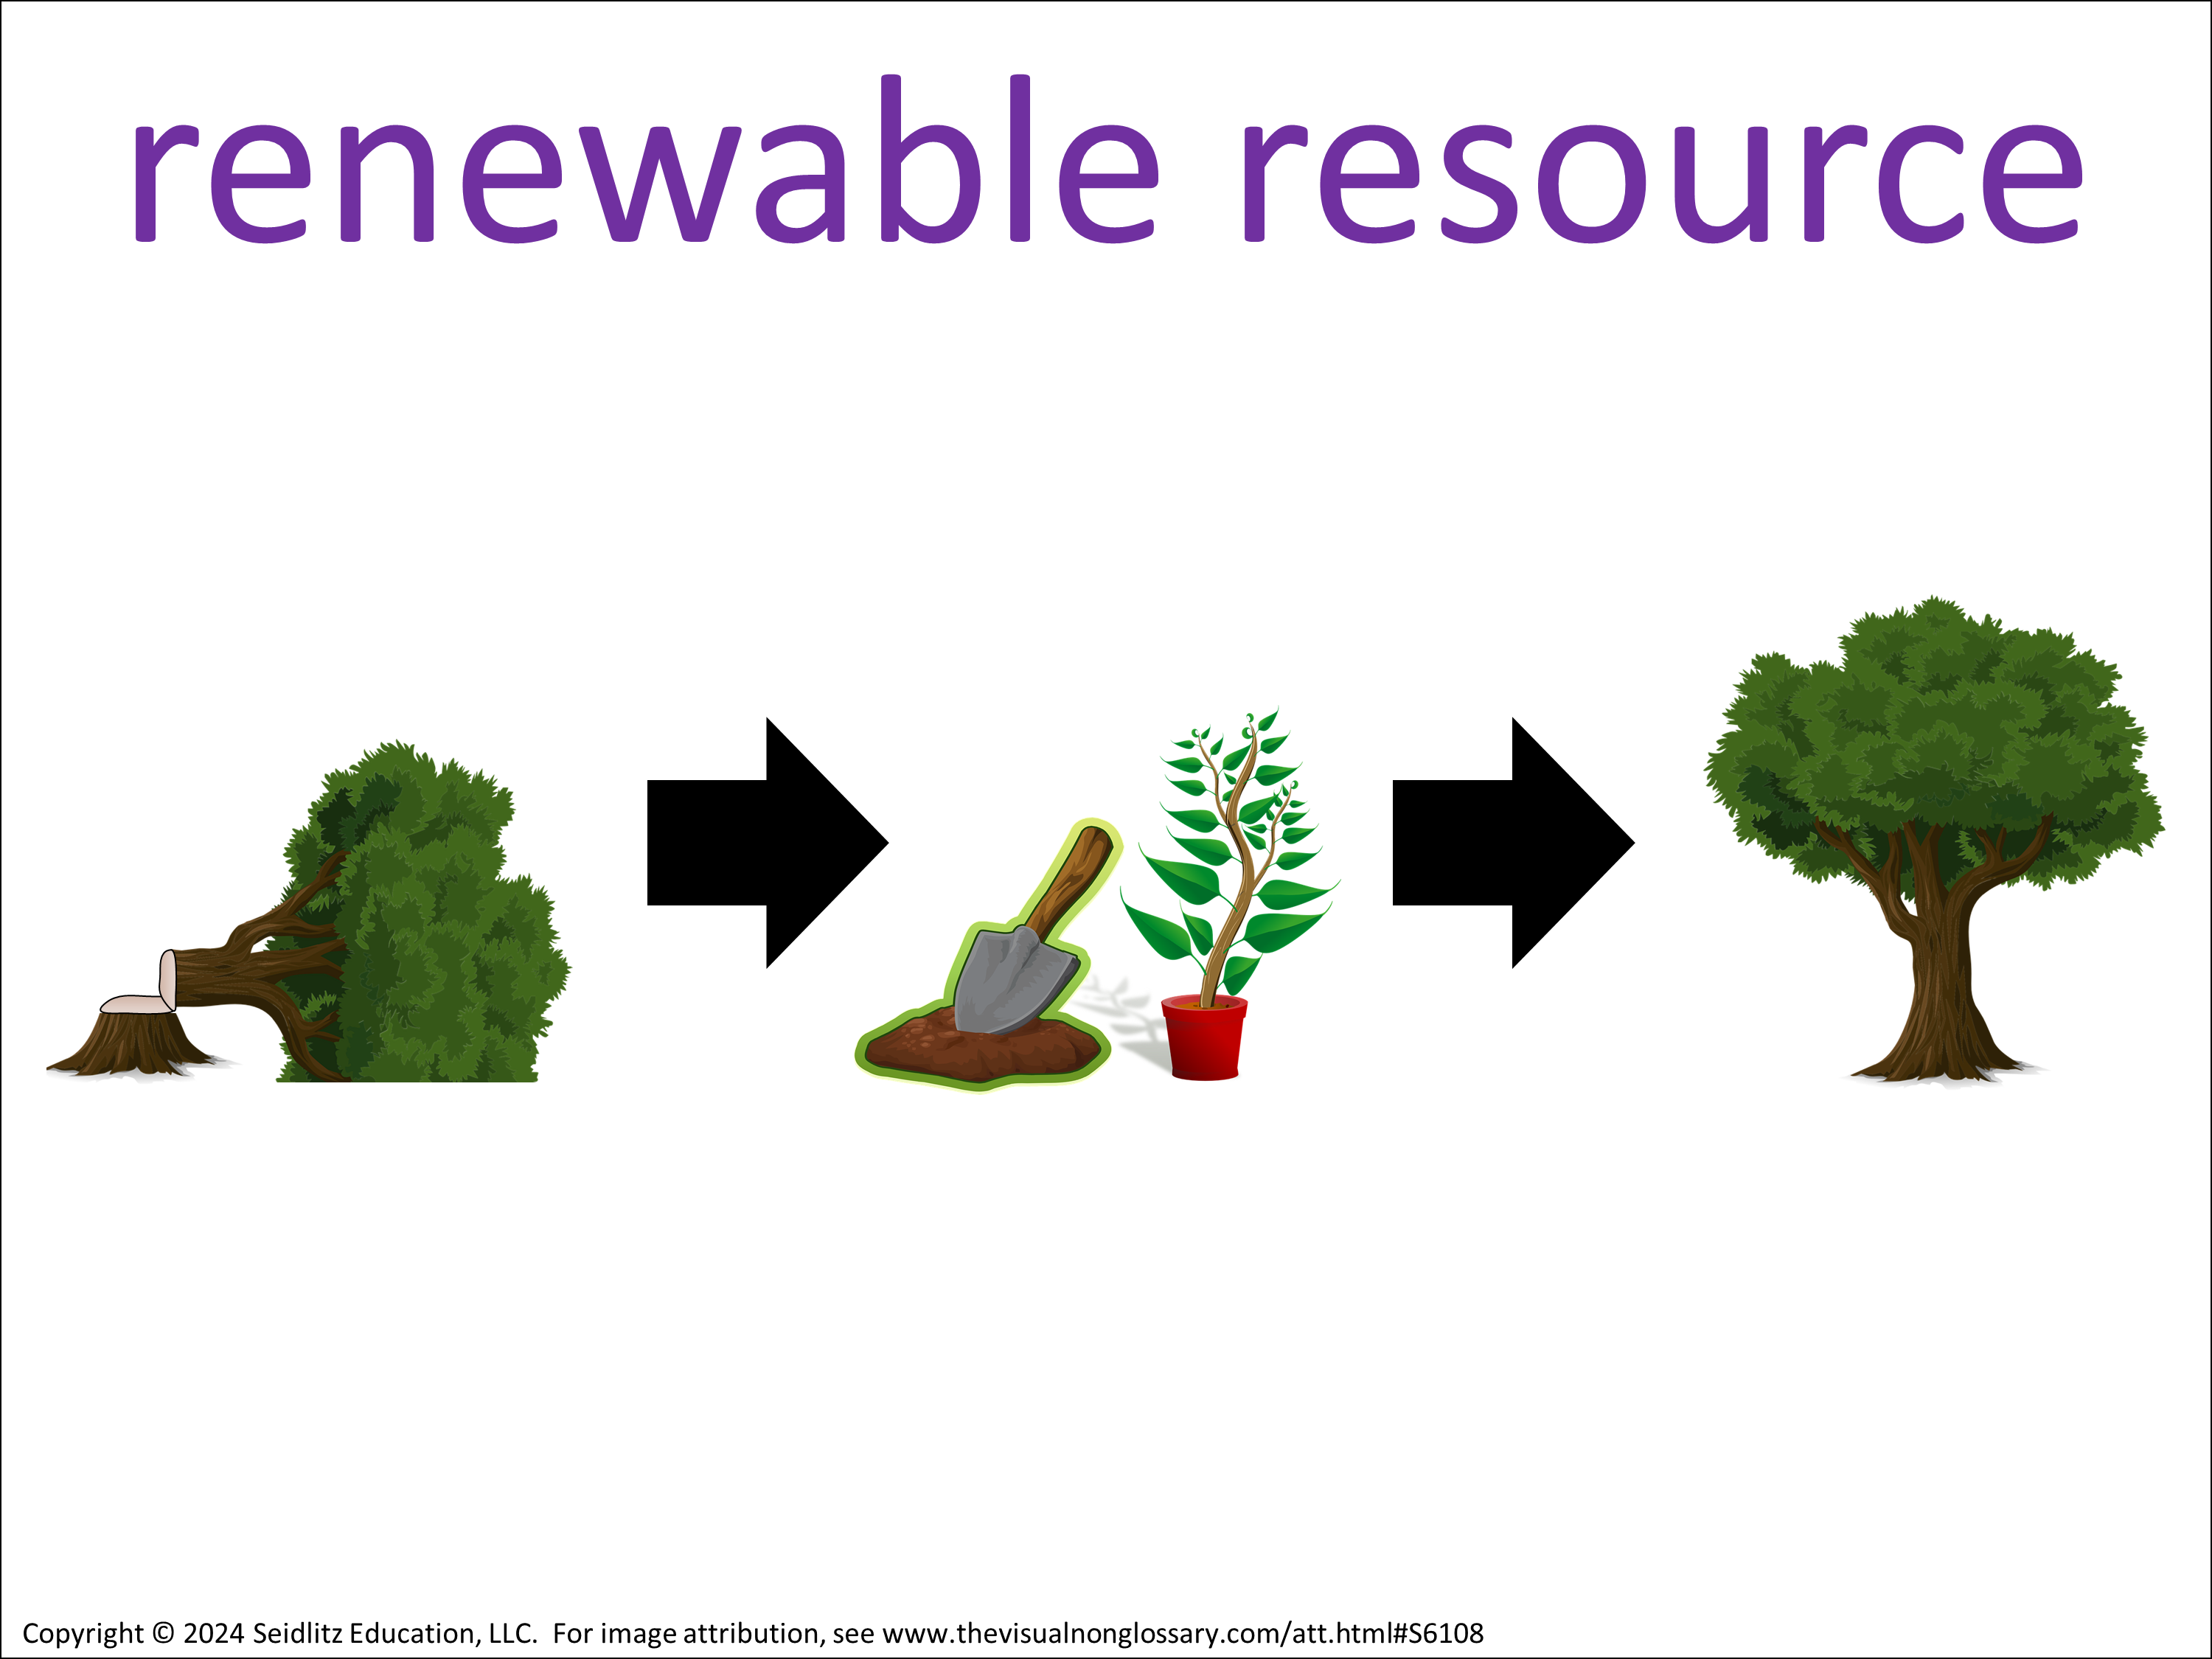 renewable resource
Copyright © 2024 Seidlitz Education, LLC.  For image attribution, see www.thevisualnonglossary.com/att.html#S6108